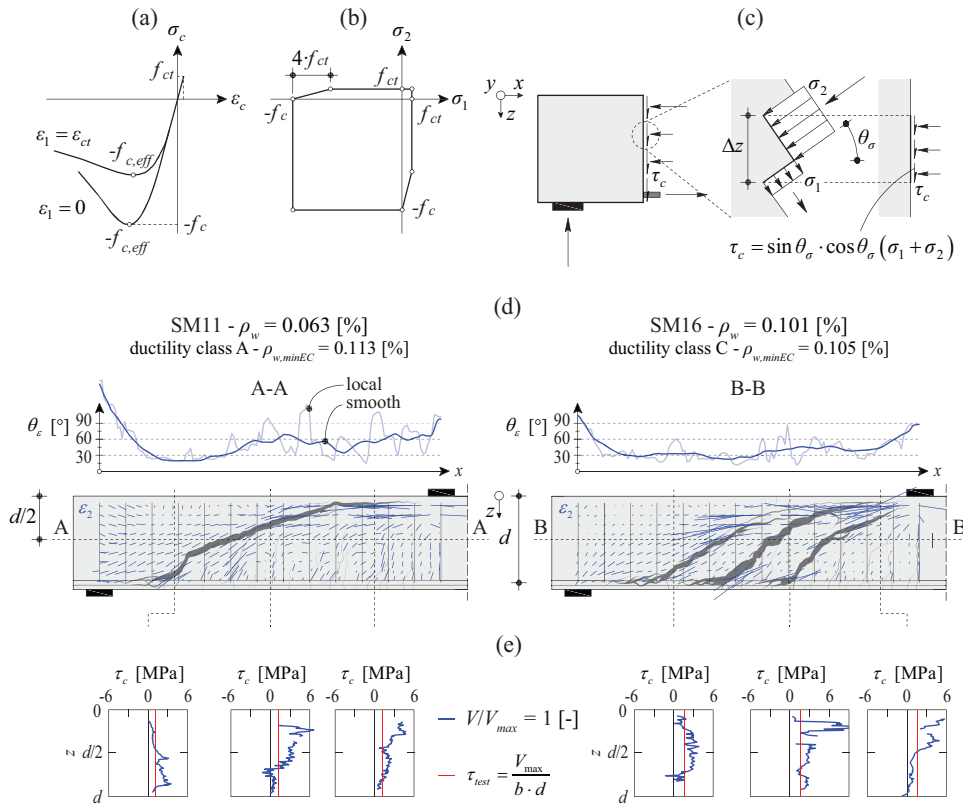 (a)
σc
fct
εc
ε1 = εct
-fc,eff
ε1 = 0
-fc
-fc,eff
(b)
σ2
4·fct
fct
-fc
σ1
fct
-fc
(c)
y
x
z
τc
σ2
Δz
θσ
σ1
τc
τc = sin θσ · cos θσ (σ1 + σ2)
(d)
SM11 - ρw = 0.063 [%]
ductility class A - ρw,minEC = 0.113 [%]
A-A
local
smooth
θε [°]
90
60
30
x
ε2
d/2
A
A
z
d
SM16 - ρw = 0.101 [%]
ductility class C - ρw,minEC = 0.105 [%]
B-B
θε [°]
90
60
30
x
ε2
B
B
z
(e)
τc [MPa]
-6 0 6
τc [MPa]
-6 0 6
τc [MPa]
-6 0 6
0
z
d/2
d
V/Vmax = 1 [-]
τtest = Vmax / b · d
τc [MPa]
-6 0 6
τc [MPa]
-6 0 6
τc [MPa]
-6 0 6
0
z
d/2
d